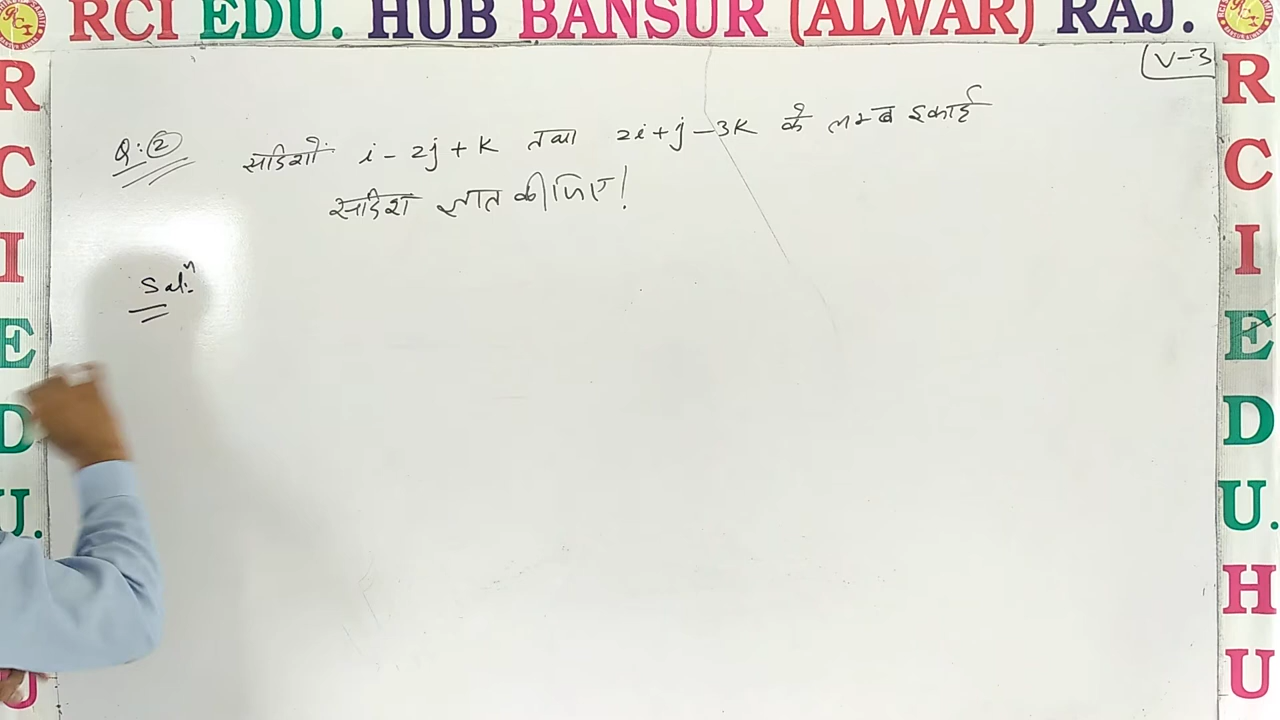 RCI EDU. HUB BANSUR (ALWAR) RAJ.
V-3
Q:② सदिशों i - 2j + k तथा 2i + j - 3k के लम्ब इकाई
सदिश ज्ञात कीजिए!
Solⁿ:-
R
C
I
E
D
U.
U
R
C
I
E
D
U.
H
U